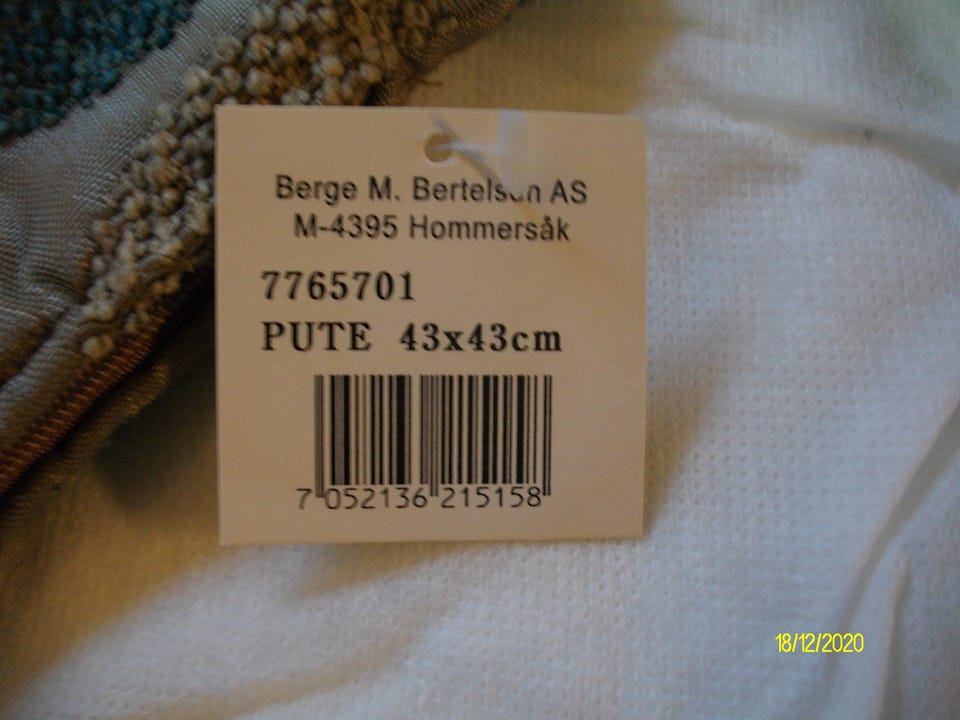 Berge M. Bertelsen AS
M-4395 Hommersåk
7765701
PUTE 43x43cm
7 052136 215158
18/12/2020